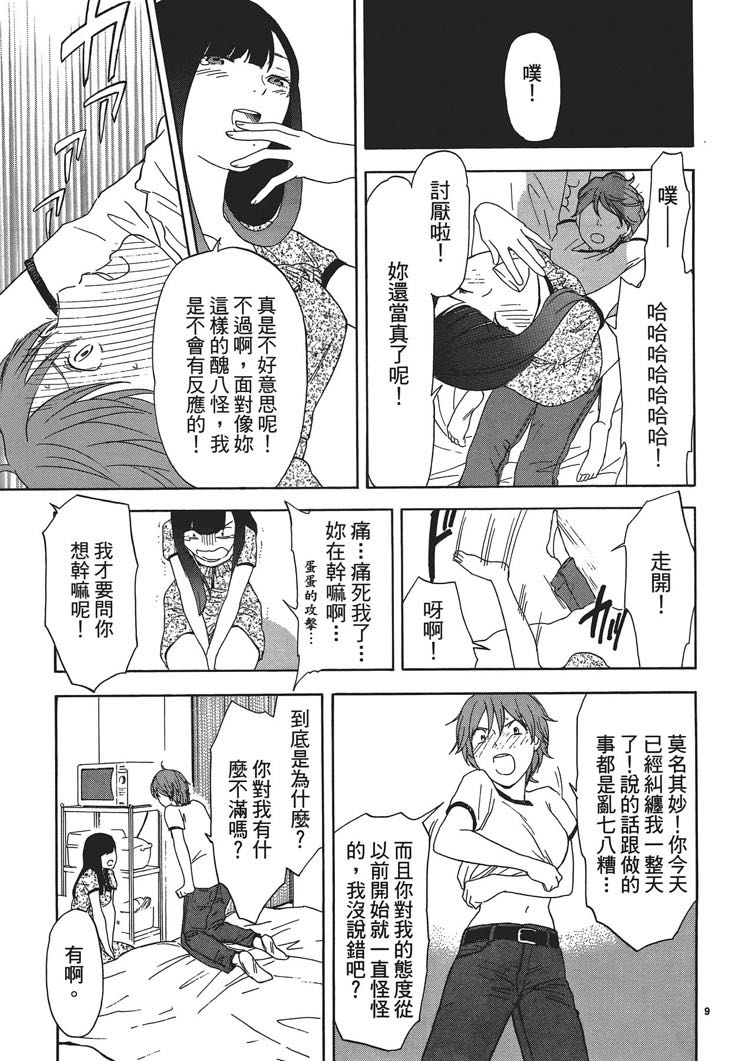 噗！
噗——
哈哈哈哈哈哈哈哈！
討厭啦！
妳還當真了呢！
真是不好意思呢！
不過啊，面對像妳
這樣的醜八怪，我
是不會有反應的！
走開！
呀啊！
痛…痛死我了…
妳在幹嘛啊…
蛋蛋的攻擊…
我才要問你
想幹嘛呢！
莫名其妙！你今天
已經糾纏我一整天
了！說的話跟做的
事都是亂七八糟…
而且你對我的態度從
以前開始就一直怪怪
的，我沒說錯吧？
到底是為什麼？
你對我有什
麼不滿嗎？
有啊。
9